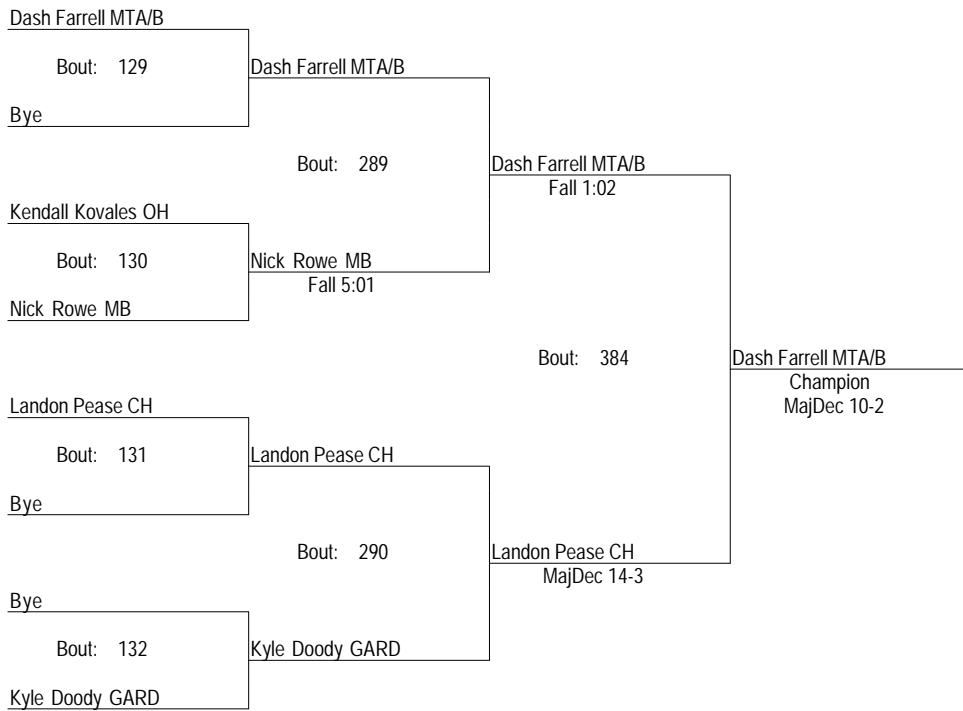 Dash Farrell MTA/B
Bout: 129
Dash Farrell MTA/B
Bye
Bout: 289
Dash Farrell MTA/B
Fall 1:02
Kendall Kovales OH
Bout: 130
Nick Rowe MB
Fall 5:01
Nick Rowe MB
Bout: 384
Dash Farrell MTA/B
Champion
MajDec 10-2
Landon Pease CH
Bout: 131
Landon Pease CH
Bye
Bout: 290
Landon Pease CH
MajDec 14-3
Bye
Bout: 132
Kyle Doody GARD
Kyle Doody GARD